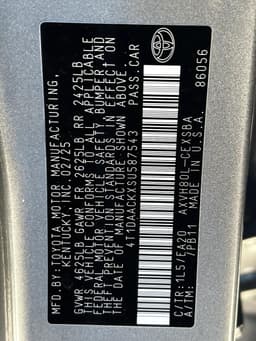 MFD.BY:TOYOTA MOTOR MANUFACTURING,
KENTUCKY, INC. 02/25
GVWR 4625LB GAWR FR 2625LB RR 2425LB
THIS VEHICLE CONFORMS TO ALL APPLICABLE
FEDERAL MOTOR VEHICLE SAFETY, BUMPER, AND
THEFT PREVENTION STANDARDS IN EFFECT ON
THE DATE OF MANUFACTURE SHOWN ABOVE.
4T1DAACKXSU587543 PASS.CAR
C/TR:1L5/EA20 AXVH80L-CEXSBA
A/TM: /PB11 MADE IN U.S.A.
86056